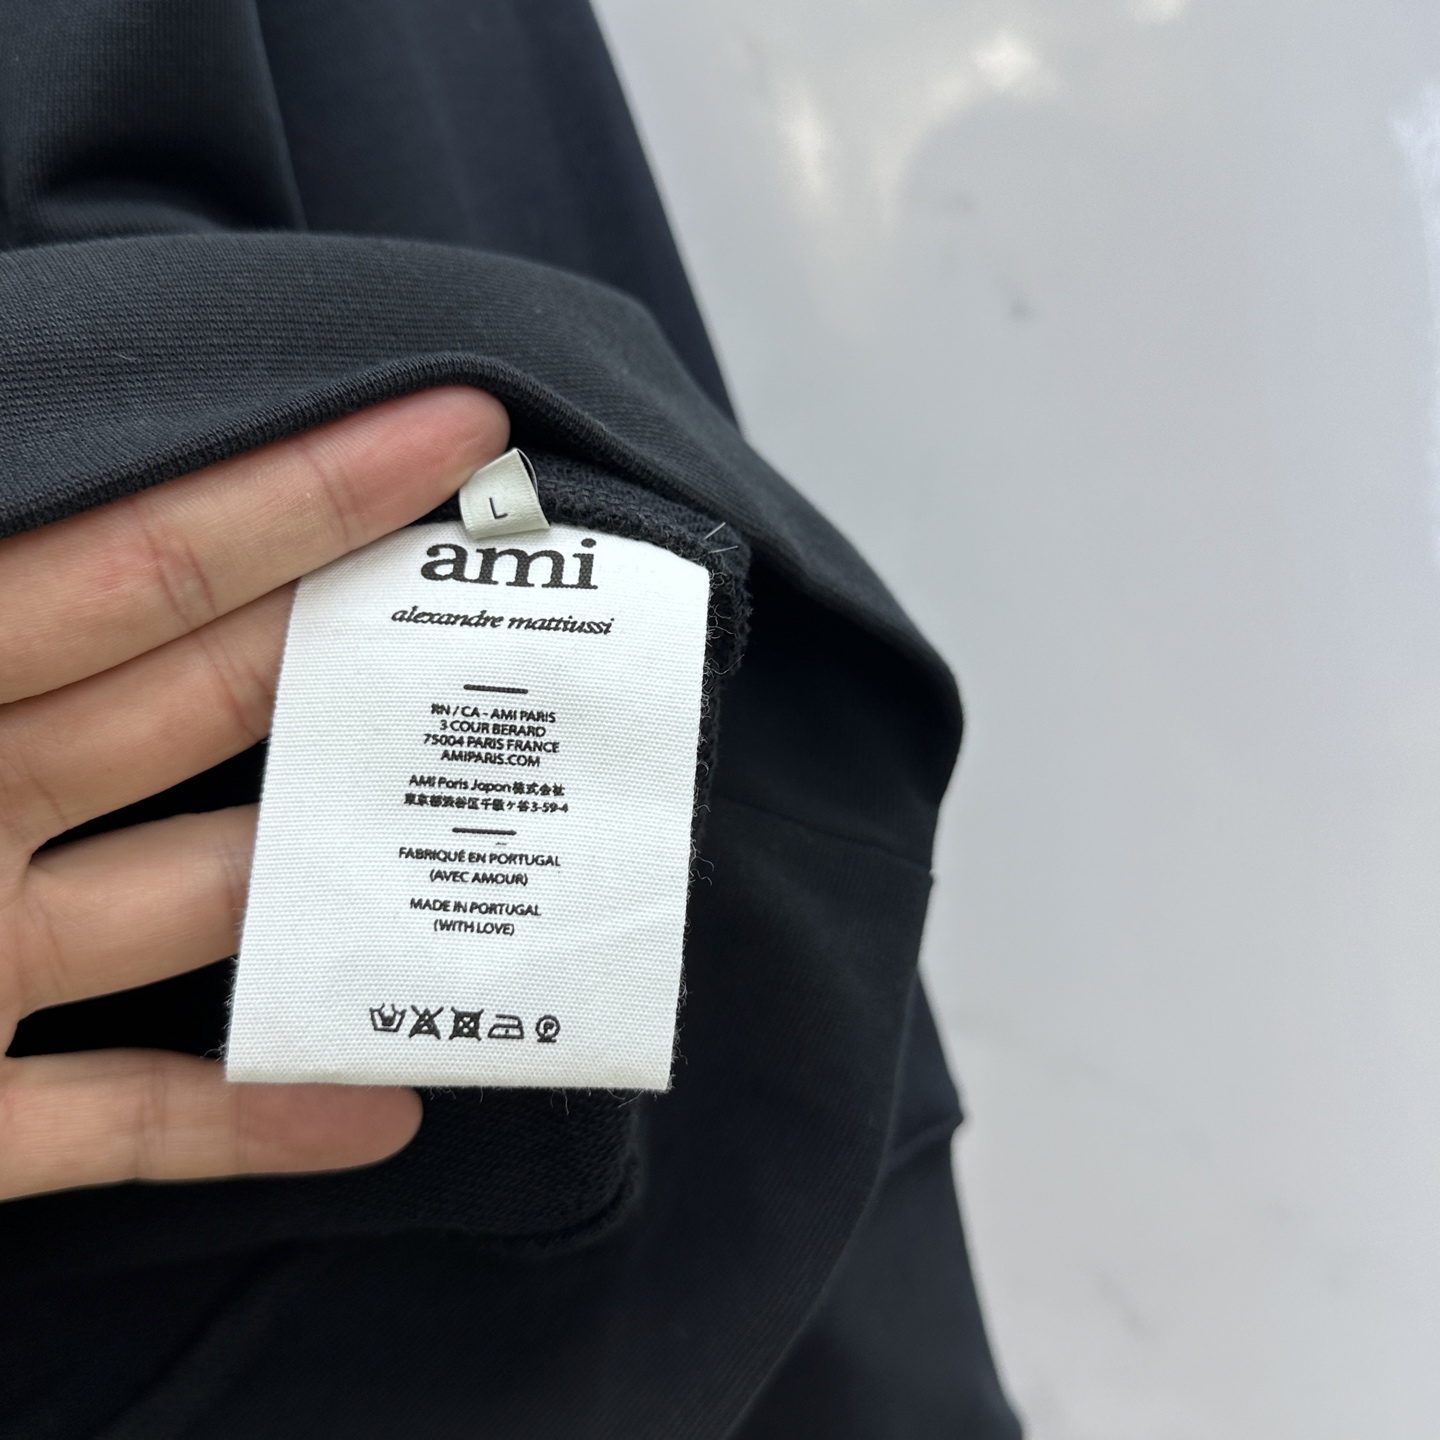 L
ami
alexandre mattiussi
RN / CA - AMI PARIS
3 COUR BERARD
75004 PARIS FRANCE
AMIPARIS.COM
AMI Paris Japon株式会社
東京都渋谷区千駄ヶ谷3-59-4
FABRIQUÉ EN PORTUGAL
(AVEC AMOUR)
MADE IN PORTUGAL
(WITH LOVE)
P